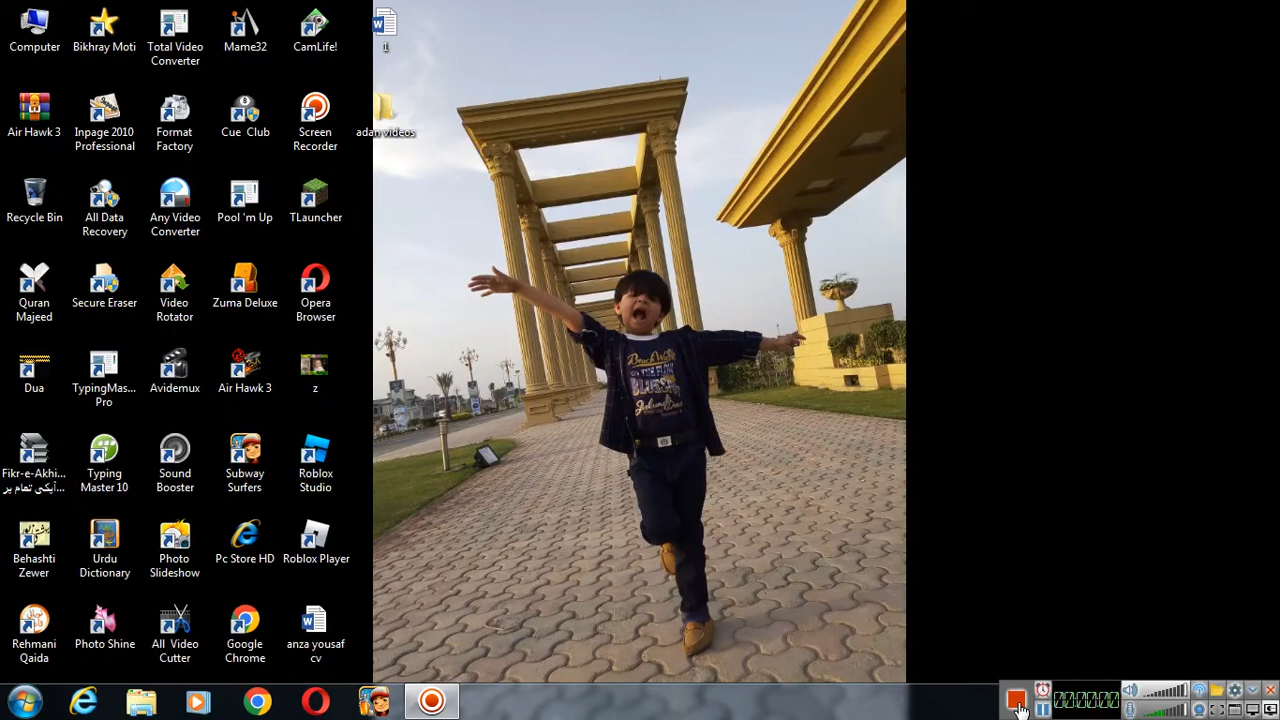 Computer
Bikhray Moti
Total Video
Converter
Mame32
CamLife!
1
Air Hawk 3
Inpage 2010
Professional
Format
Factory
Cue Club
Screen
Recorder
adan videos
Recycle Bin
All Data
Recovery
Any Video
Converter
Pool 'm Up
TLauncher
Quran
Majeed
Secure Eraser
Video
Rotator
Zuma Deluxe
Opera
Browser
Dua
TypingMas...
Pro
Avidemux
Air Hawk 3
z
Fikr-e-Akhi...
آپکی تمام پر...
Typing
Master 10
Sound
Booster
Subway
Surfers
Roblox
Studio
Behashti
Zewer
Urdu
Dictionary
Photo
Slideshow
Pc Store HD
Roblox Player
Rehmani
Qaida
Photo Shine
All Video
Cutter
Google
Chrome
anza yousaf
cv